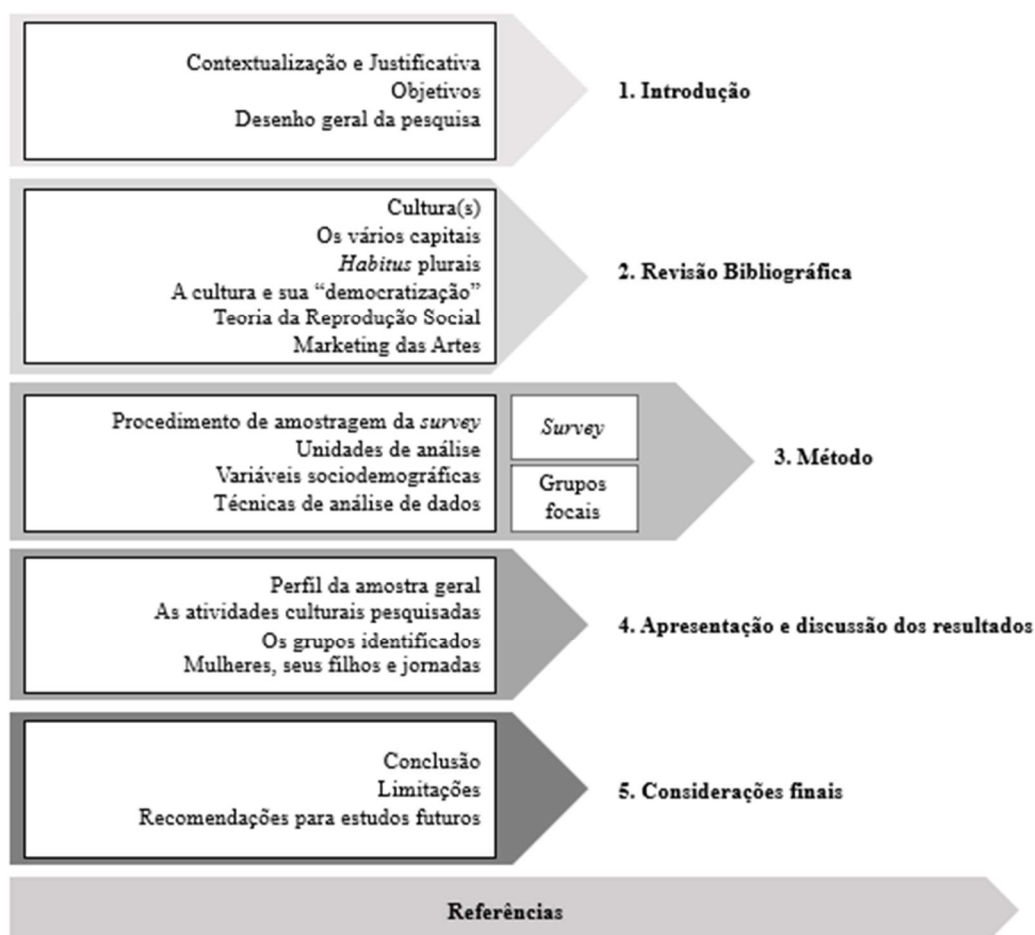 Contextualização e Justificativa
Objetivos
Desenho geral da pesquisa
1. Introdução
Cultura(s)
Os vários capitais
Habitus plurais
A cultura e sua “democratização”
Teoria da Reprodução Social
Marketing das Artes
2. Revisão Bibliográfica
Procedimento de amostragem da survey
Unidades de análise
Variáveis sociodemográficas
Técnicas de análise de dados
Survey
Grupos
focais
3. Método
Perfil da amostra geral
As atividades culturais pesquisadas
Os grupos identificados
Mulheres, seus filhos e jornadas
4. Apresentação e discussão dos resultados
Conclusão
Limitações
Recomendações para estudos futuros
5. Considerações finais
Referências